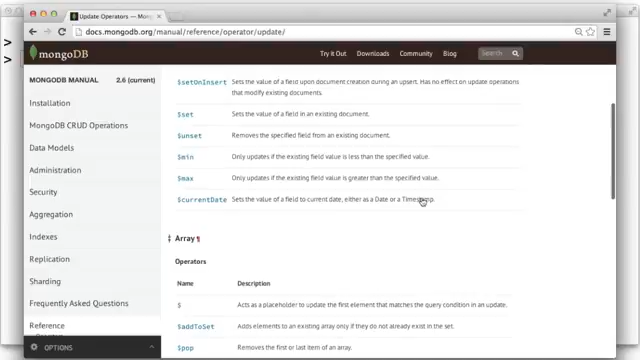 Update Operators — Mongo
docs.mongodb.org/manual/reference/operator/update/
mongoDB
Try It Out Downloads Community Blog Search
MONGODB MANUAL 2.6 (current)
Installation
MongoDB CRUD Operations
Data Models
Administration
Security
Aggregation
Indexes
Replication
Sharding
Frequently Asked Questions
Reference
OPTIONS
$setOnInsert Sets the value of a field upon document creation during an upsert. Has no effect on update operations
that modify existing documents.
$set Sets the value of a field in an existing document.
$unset Removes the specified field from an existing document.
$min Only updates if the existing field value is less than the specified value.
$max Only updates if the existing field value is greater than the specified value.
$currentDate Sets the value of a field to current date, either as a Date or a Timestamp.
Array ¶
Operators
Name Description
$ Acts as a placeholder to update the first element that matches the query condition in an update.
$addToSet Adds elements to an existing array only if they do not already exist in the set.
$pop Removes the first or last item of an array.
>
>